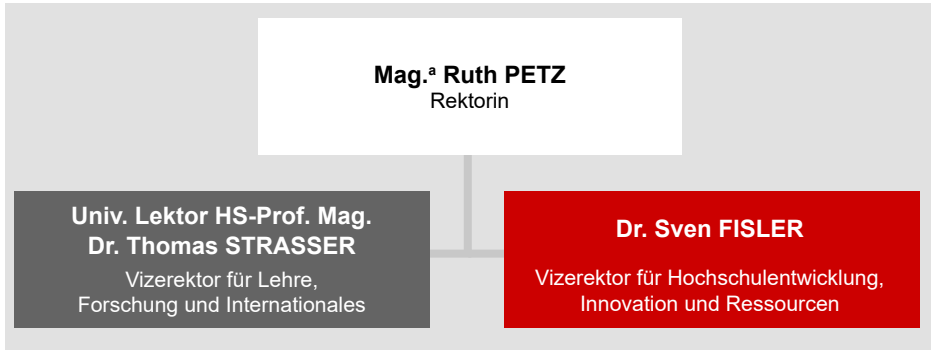 Mag.ª Ruth PETZ
Rektorin
Univ. Lektor HS-Prof. Mag.
Dr. Thomas STRASSER
Vizerektor für Lehre,
Forschung und Internationales
Dr. Sven FISLER
Vizerektor für Hochschulentwicklung,
Innovation und Ressourcen